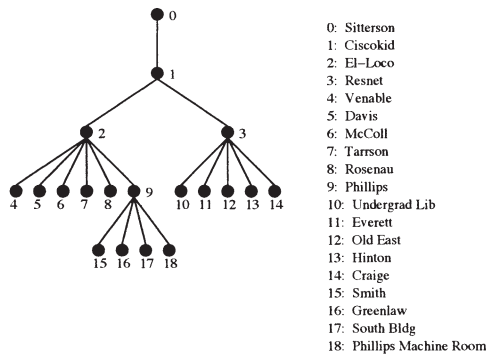 0
0: Sitterson
1: Ciscokid
2: El-Loco
3: Resnet
4: Venable
5: Davis
6: McColl
7: Tarrson
8: Rosenau
9: Phillips
10: Undergrad Lib
11: Everett
12: Old East
13: Hinton
14: Craige
15: Smith
16: Greenlaw
17: South Bldg
18: Phillips Machine Room
1
2 3
4 5 6 7 8 9 10 11 12 13 14
15 16 17 18